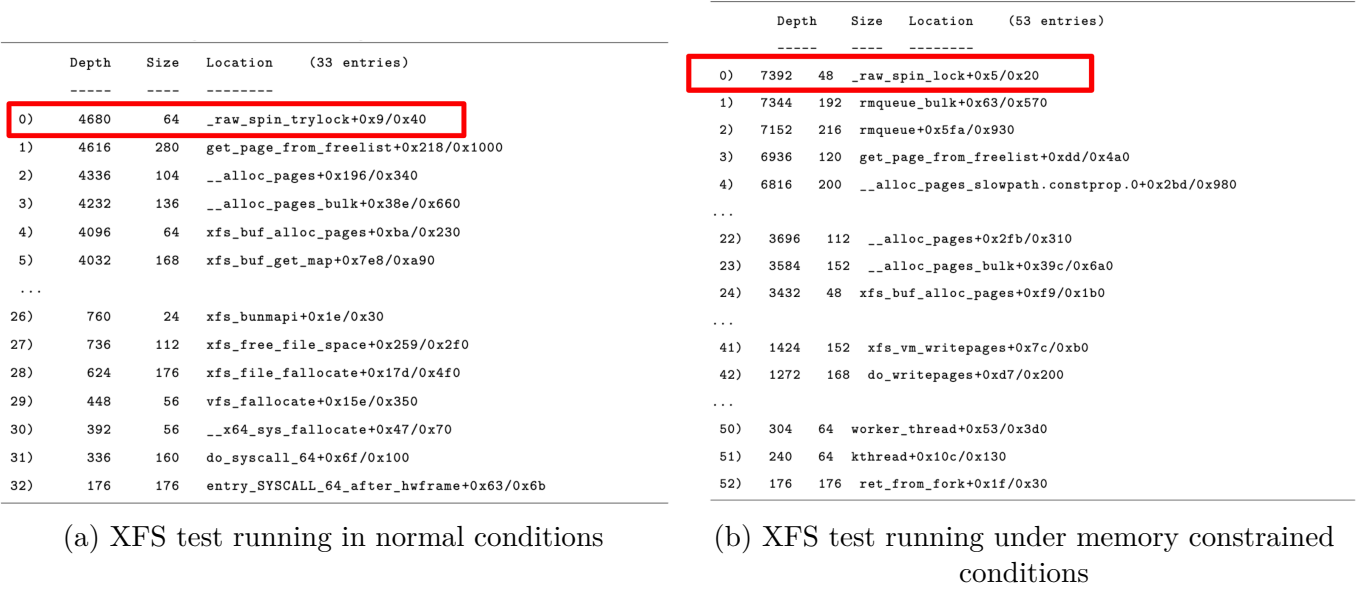 Depth Size Location (33 entries)
----- ---- --------
0) 4680 64 _raw_spin_trylock+0x9/0x40
1) 4616 280 get_page_from_freelist+0x218/0x1000
2) 4336 104 __alloc_pages+0x196/0x340
3) 4232 136 __alloc_pages_bulk+0x38e/0x660
4) 4096 64 xfs_buf_alloc_pages+0xba/0x230
5) 4032 168 xfs_buf_get_map+0x7e8/0xa90
...
26) 760 24 xfs_bunmapi+0x1e/0x30
27) 736 112 xfs_free_file_space+0x259/0x2f0
28) 624 176 xfs_file_fallocate+0x17d/0x4f0
29) 448 56 vfs_fallocate+0x15e/0x350
30) 392 56 __x64_sys_fallocate+0x47/0x70
31) 336 160 do_syscall_64+0x6f/0x100
32) 176 176 entry_SYSCALL_64_after_hwframe+0x63/0x6b
(a) XFS test running in normal conditions
Depth Size Location (53 entries)
----- ---- --------
0) 7392 48 _raw_spin_lock+0x5/0x20
1) 7344 192 rmqueue_bulk+0x63/0x570
2) 7152 216 rmqueue+0x5fa/0x930
3) 6936 120 get_page_from_freelist+0xdd/0x4a0
4) 6816 200 __alloc_pages_slowpath.constprop.0+0x2bd/0x980
...
22) 3696 112 __alloc_pages+0x2fb/0x310
23) 3584 152 __alloc_pages_bulk+0x39c/0x6a0
24) 3432 48 xfs_buf_alloc_pages+0xf9/0x1b0
...
41) 1424 152 xfs_vm_writepages+0x7c/0xb0
42) 1272 168 do_writepages+0xd7/0x200
...
50) 304 64 worker_thread+0x53/0x3d0
51) 240 64 kthread+0x10c/0x130
52) 176 176 ret_from_fork+0x1f/0x30
(b) XFS test running under memory constrained
conditions